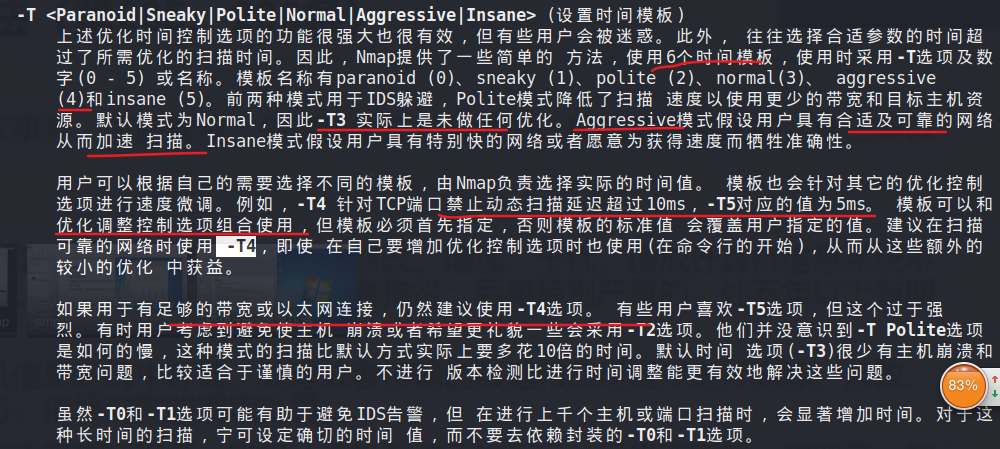 -T <Paranoid|Sneaky|Polite|Normal|Aggressive|Insane> (设置时间模板)
上述优化时间控制选项的功能很强大也很有效，但有些用户会被迷惑。此外， 往往选择合适参数的时间超
过了所需优化的扫描时间。因此，Nmap提供了一些简单的 方法，使用6个时间模板，使用时采用-T选项及数
字(0 - 5) 或名称。模板名称有paranoid (0)、sneaky (1)、polite (2)、normal(3)、 aggressive
(4)和insane (5)。前两种模式用于IDS躲避，Polite模式降低了扫描 速度以使用更少的带宽和目标主机资
源。默认模式为Normal，因此-T3 实际上是未做任何优化。Aggressive模式假设用户具有合适及可靠的网络
从而加速 扫描。Insane模式假设用户具有特别快的网络或者愿意为获得速度而牺牲准确性。
用户可以根据自己的需要选择不同的模板，由Nmap负责选择实际的时间值。 模板也会针对其它的优化控制
选项进行速度微调。例如，-T4 针对TCP端口禁止动态扫描延迟超过10ms，-T5对应的值为5ms。 模板可以和
优化调整控制选项组合使用，但模板必须首先指定，否则模板的标准值 会覆盖用户指定的值。建议在扫描
可靠的网络时使用 -T4，即使 在自己要增加优化控制选项时也使用(在命令行的开始)，从而从这些额外的
较小的优化 中获益。
如果用于有足够的带宽或以太网连接，仍然建议使用-T4选项。 有些用户喜欢-T5选项，但这个过于强
烈。有时用户考虑到避免使主机 崩溃或者希望更礼貌一些会采用-T2选项。他们并没意识到-T Polite选项
是如何的慢，这种模式的扫描比默认方式实际上要多花10倍的时间。默认时间 选项(-T3)很少有主机崩溃和
带宽问题，比较适合于谨慎的用户。不进行 版本检测比进行时间调整能更有效地解决这些问题。
虽然-T0和-T1选项可能有助于避免IDS告警，但 在进行上千个主机或端口扫描时，会显著增加时间。对于这
种长时间的扫描，宁可设定确切的时间 值，而不要去依赖封装的-T0和-T1选项。
83%